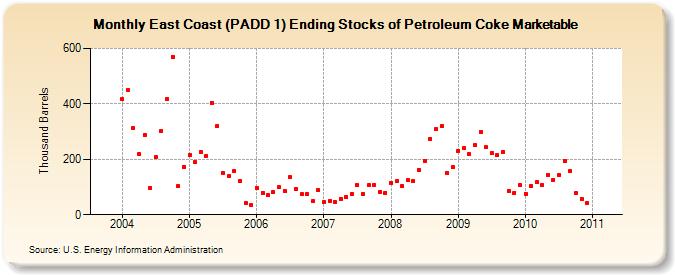 Monthly East Coast (PADD 1) Ending Stocks of Petroleum Coke Marketable
Thousand Barrels
600
400
200
0
2004 2005 2006 2007 2008 2009 2010 2011
Source: U.S. Energy Information Administration